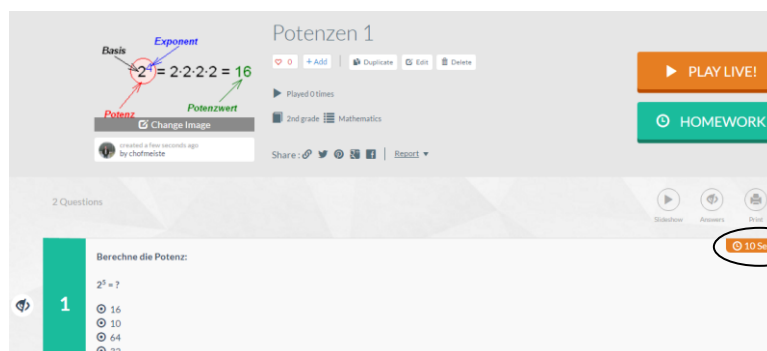 Potenzen 1
Basis
Exponent
2⁴ = 2·2·2·2 = 16
Potenz
Potenzwert
Change Image
created a few seconds ago
by chofmeiste
0
+Add
Duplicate
Edit
Delete
Played 0 times
2nd grade
Mathematics
Share:
Report
PLAY LIVE!
HOMEWORK
2 Questions
Slideshow
Answers
Print
10 Se
1
Berechne die Potenz:
2⁵ = ?
16
10
64
32